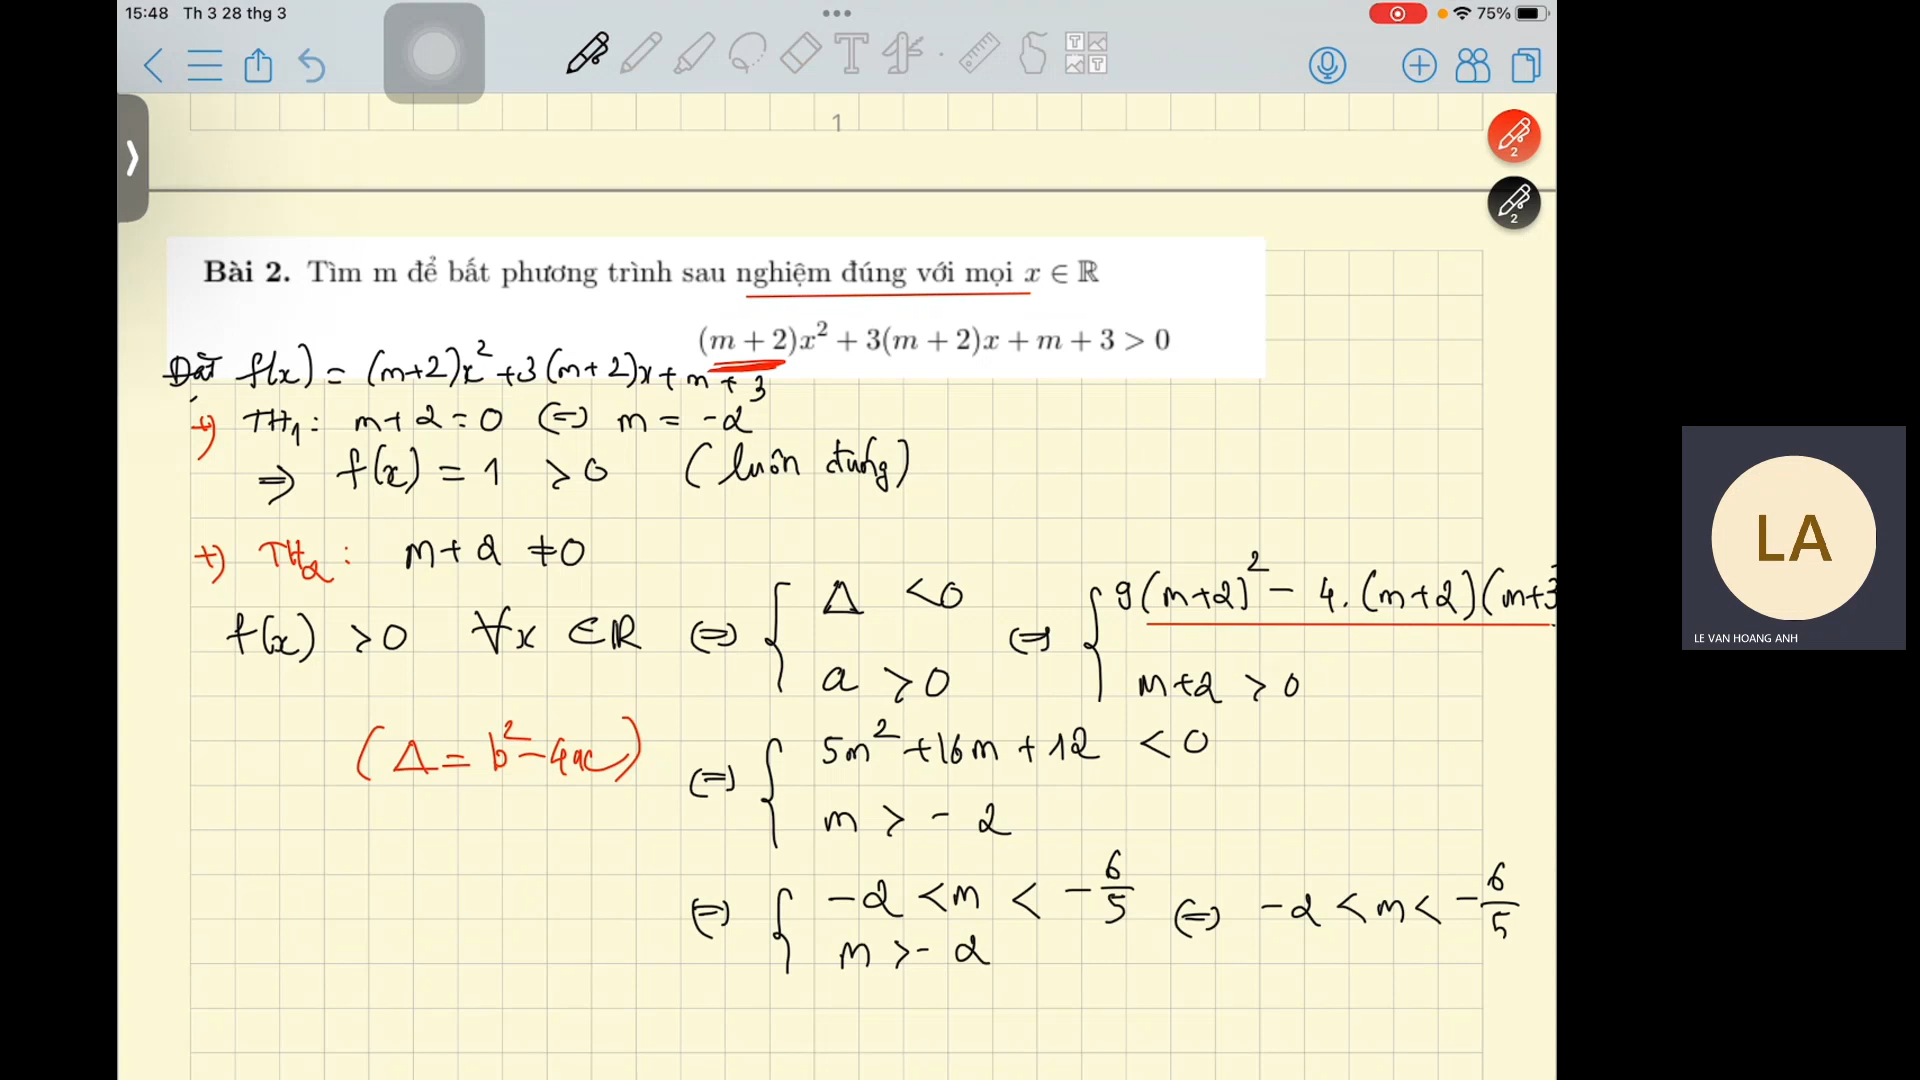 15:48 Th 3 28 thg 3
75%
1
2
2
Bài 2. Tìm m để bất phương trình sau nghiệm đúng với mọi x ∈ ℝ
(m + 2)x² + 3(m + 2)x + m + 3 > 0
Đặt f(x) = (m+2)x² + 3(m+2)x + m + 3
+) TH₁: m+2=0 (=) m = -2
=> f(x) = 1 > 0 (luôn đúng)
+) TH₂: m+2 ≠0
f(x) >0 ∀x ∈ℝ (=) { Δ <0 (=) { 9(m+2)² - 4.(m+2)(m+3
a >0 m+2 > 0
(Δ = b²-4ac)
(=) { 5m²+16m+12 < 0
m > -2
(=) { -2 <m < -6/5 (=) -2 <m< -6/5
m >-2
LA
LE VAN HOANG ANH